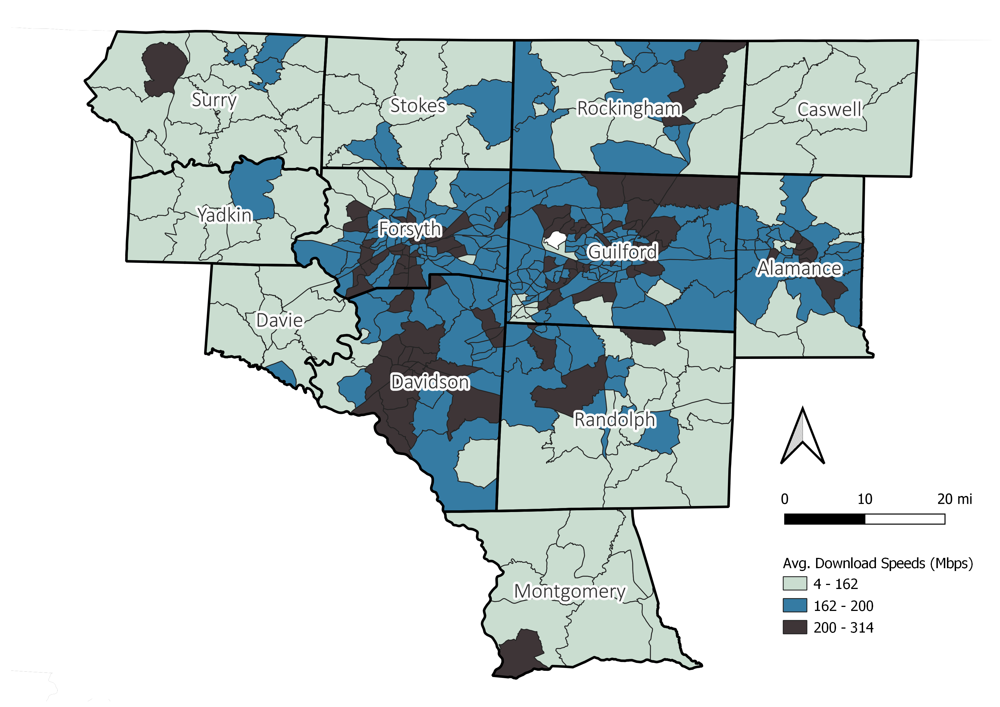 Surry
Stokes
Rockingham
Caswell
Yadkin
Forsyth
Guilford
Alamance
Davie
Davidson
Randolph
Montgomery
0 10 20 mi
Avg. Download Speeds (Mbps)
4 - 162
162 - 200
200 - 314